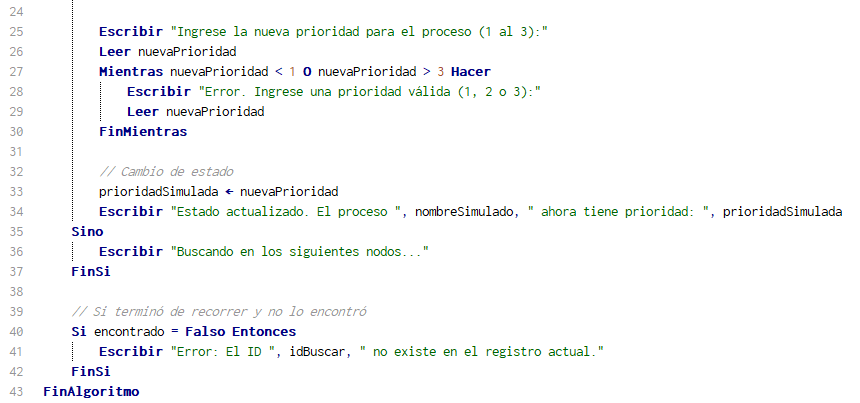 24
25 Escribir "Ingrese la nueva prioridad para el proceso (1 al 3):"
26 Leer nuevaPrioridad
27 Mientras nuevaPrioridad < 1 O nuevaPrioridad > 3 Hacer
28 Escribir "Error. Ingrese una prioridad válida (1, 2 o 3):"
29 Leer nuevaPrioridad
30 FinMientras
31
32 // Cambio de estado
33 prioridadSimulada ← nuevaPrioridad
34 Escribir "Estado actualizado. El proceso ", nombreSimulado, " ahora tiene prioridad: ", prioridadSimulada
35 Sino
36 Escribir "Buscando en los siguientes nodos..."
37 FinSi
38
39 // Si terminó de recorrer y no lo encontró
40 Si encontrado = Falso Entonces
41 Escribir "Error: El ID ", idBuscar, " no existe en el registro actual."
42 FinSi
43 FinAlgoritmo